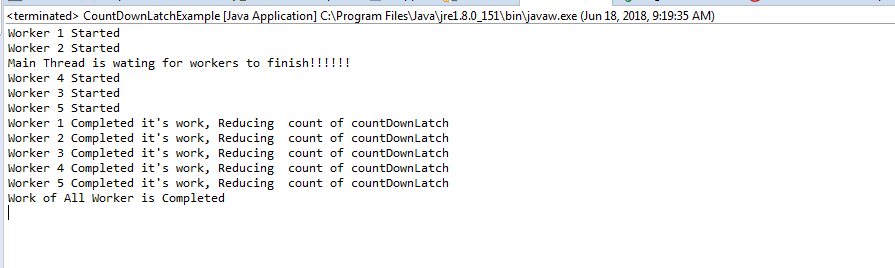 <terminated> CountDownLatchExample [Java Application] C:\Program Files\Java\jre1.8.0_151\bin\javaw.exe (Jun 18, 2018, 9:19:35 AM)
Worker 1 Started
Worker 2 Started
Main Thread is wating for workers to finish!!!!!!
Worker 4 Started
Worker 3 Started
Worker 5 Started
Worker 1 Completed it's work, Reducing  count of countDownLatch
Worker 2 Completed it's work, Reducing  count of countDownLatch
Worker 3 Completed it's work, Reducing  count of countDownLatch
Worker 4 Completed it's work, Reducing  count of countDownLatch
Worker 5 Completed it's work, Reducing  count of countDownLatch
Work of All Worker is Completed